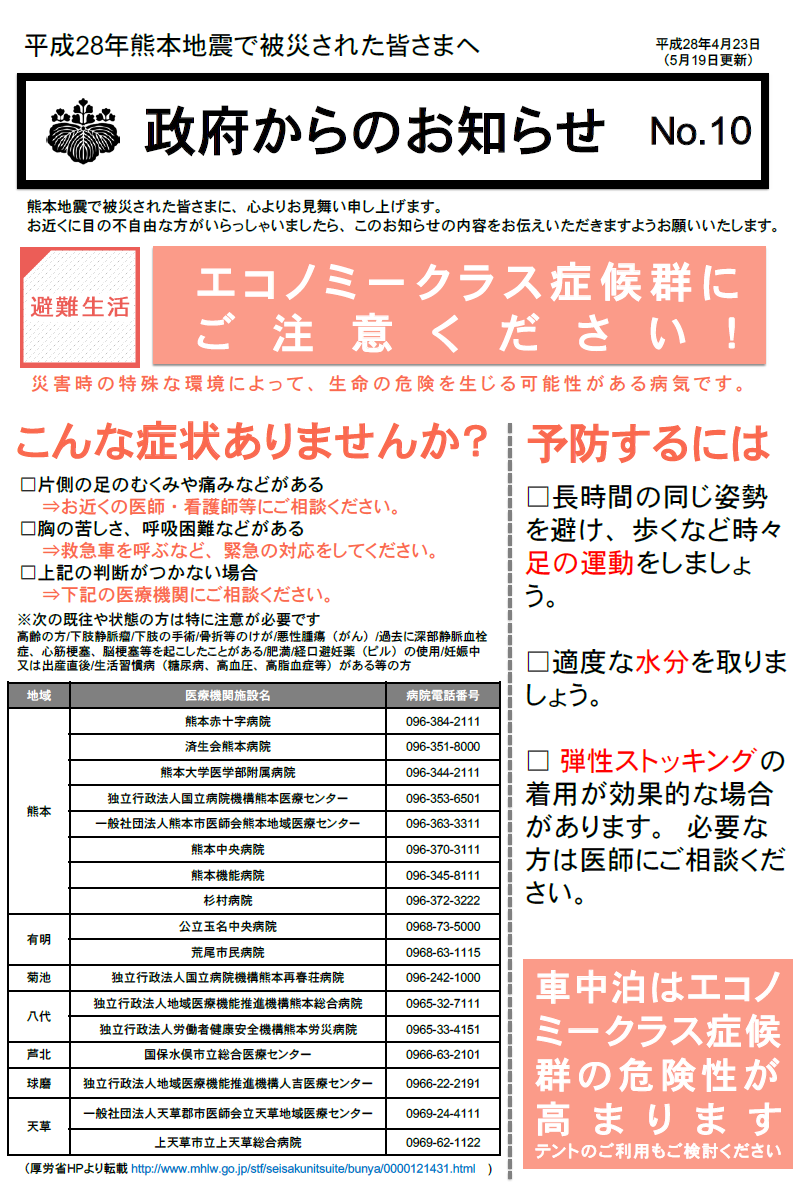 平成28年熊本地震で被災された皆さまへ
平成28年4月23日
（5月19日更新）
政府からのお知らせ No.10
熊本地震で被災された皆さまに、心よりお見舞い申し上げます。
お近くに目の不自由な方がいらっしゃいましたら、このお知らせの内容をお伝えいただきますようお願いいたします。
避難生活
エコノミークラス症候群に
ご注意ください！
災害時の特殊な環境によって、生命の危険を生じる可能性がある病気です。
こんな症状ありませんか？
□片側の足のむくみや痛みなどがある
⇒お近くの医師・看護師等にご相談ください。
□胸の苦しさ、呼吸困難などがある
⇒救急車を呼ぶなど、緊急の対応をしてください。
□上記の判断がつかない場合
⇒下記の医療機関にご相談ください。
※次の既往や状態の方は特に注意が必要です
高齢の方/下肢静脈瘤/下肢の手術/骨折等のけが/悪性腫瘍（がん）/過去に深部静脈血栓
症、心筋梗塞、脳梗塞等を起こしたことがある/肥満/経口避妊薬（ピル）の使用/妊娠中
又は出産直後/生活習慣病（糖尿病、高血圧、高脂血症等）がある等の方
地域 医療機関施設名 病院電話番号
熊本
熊本赤十字病院 096-384-2111
済生会熊本病院 096-351-8000
熊本大学医学部附属病院 096-344-2111
独立行政法人国立病院機構熊本医療センター 096-353-6501
一般社団法人熊本市医師会熊本地域医療センター 096-363-3311
熊本中央病院 096-370-3111
熊本機能病院 096-345-8111
杉村病院 096-372-3222
有明
公立玉名中央病院 0968-73-5000
荒尾市民病院 0968-63-1115
菊池 独立行政法人国立病院機構熊本再春荘病院 096-242-1000
八代
独立行政法人地域医療機能推進機構熊本総合病院 0965-32-7111
独立行政法人労働者健康安全機構熊本労災病院 0965-33-4151
芦北 国保水俣市立総合医療センター 0966-63-2101
球磨 独立行政法人地域医療機能推進機構人吉医療センター 0966-22-2191
天草
一般社団法人天草郡市医師会立天草地域医療センター 0969-24-4111
上天草市立上天草総合病院 0969-62-1122
（厚労省HPより転載 http://www.mhlw.go.jp/stf/seisakunitsuite/bunya/0000121431.html ）
予防するには
□長時間の同じ姿勢
を避け、歩くなど時々
足の運動をしましょ
う。
□適度な水分を取りま
しょう。
□ 弾性ストッキングの
着用が効果的な場合
があります。 必要な
方は医師にご相談くだ
さい。
車中泊はエコノ
ミークラス症候
群の危険性が
高まります
テントのご利用もご検討ください